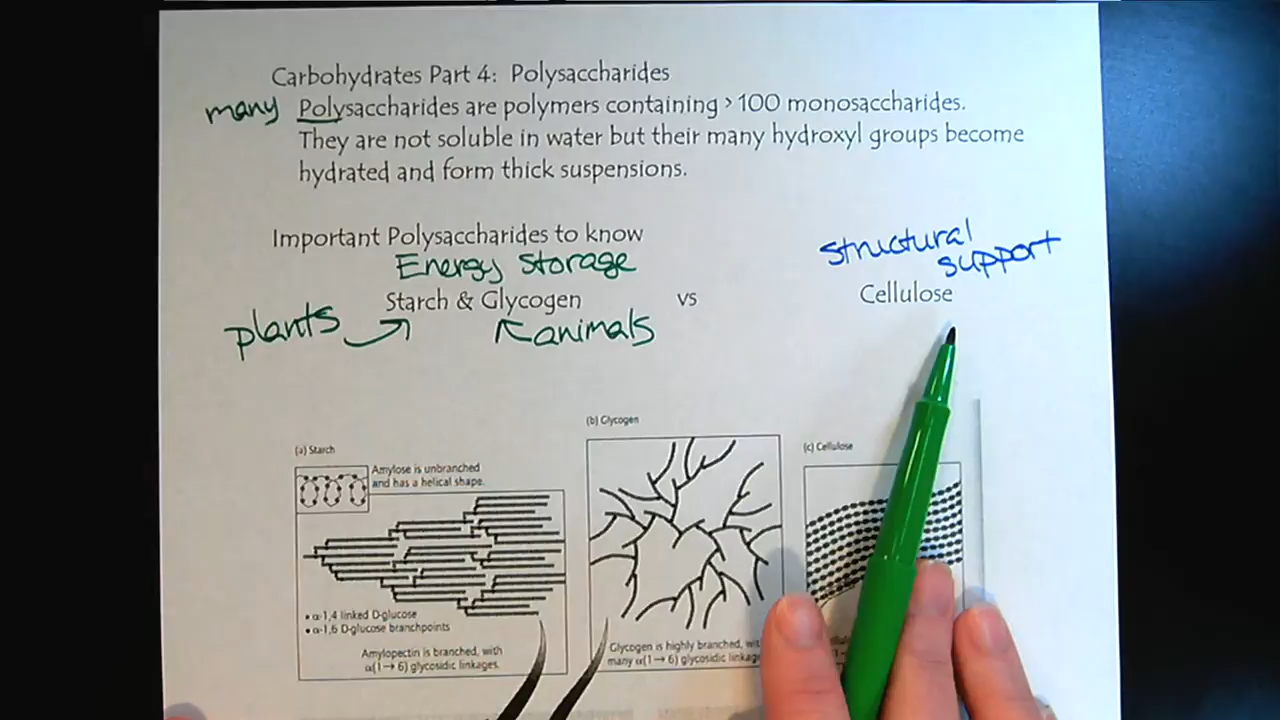 Carbohydrates Part 4: Polysaccharides
many Polysaccharides are polymers containing > 100 monosaccharides.
They are not soluble in water but their many hydroxyl groups become
hydrated and form thick suspensions.
Important Polysaccharides to know
Energy storage
structural
support
Starch & Glycogen vs Cellulose
plants
animals
(a) Starch
Amylose is unbranched
and has a helical shape.
• α-1,4 linked D-glucose
• α-1,6 D-glucose branchpoints
Amylopectin is branched, with
α(1→6) glycosidic linkages.
(b) Glycogen
Glycogen is highly branched, wit
many α(1→6) glycosidic linkag
(c) Cellulose